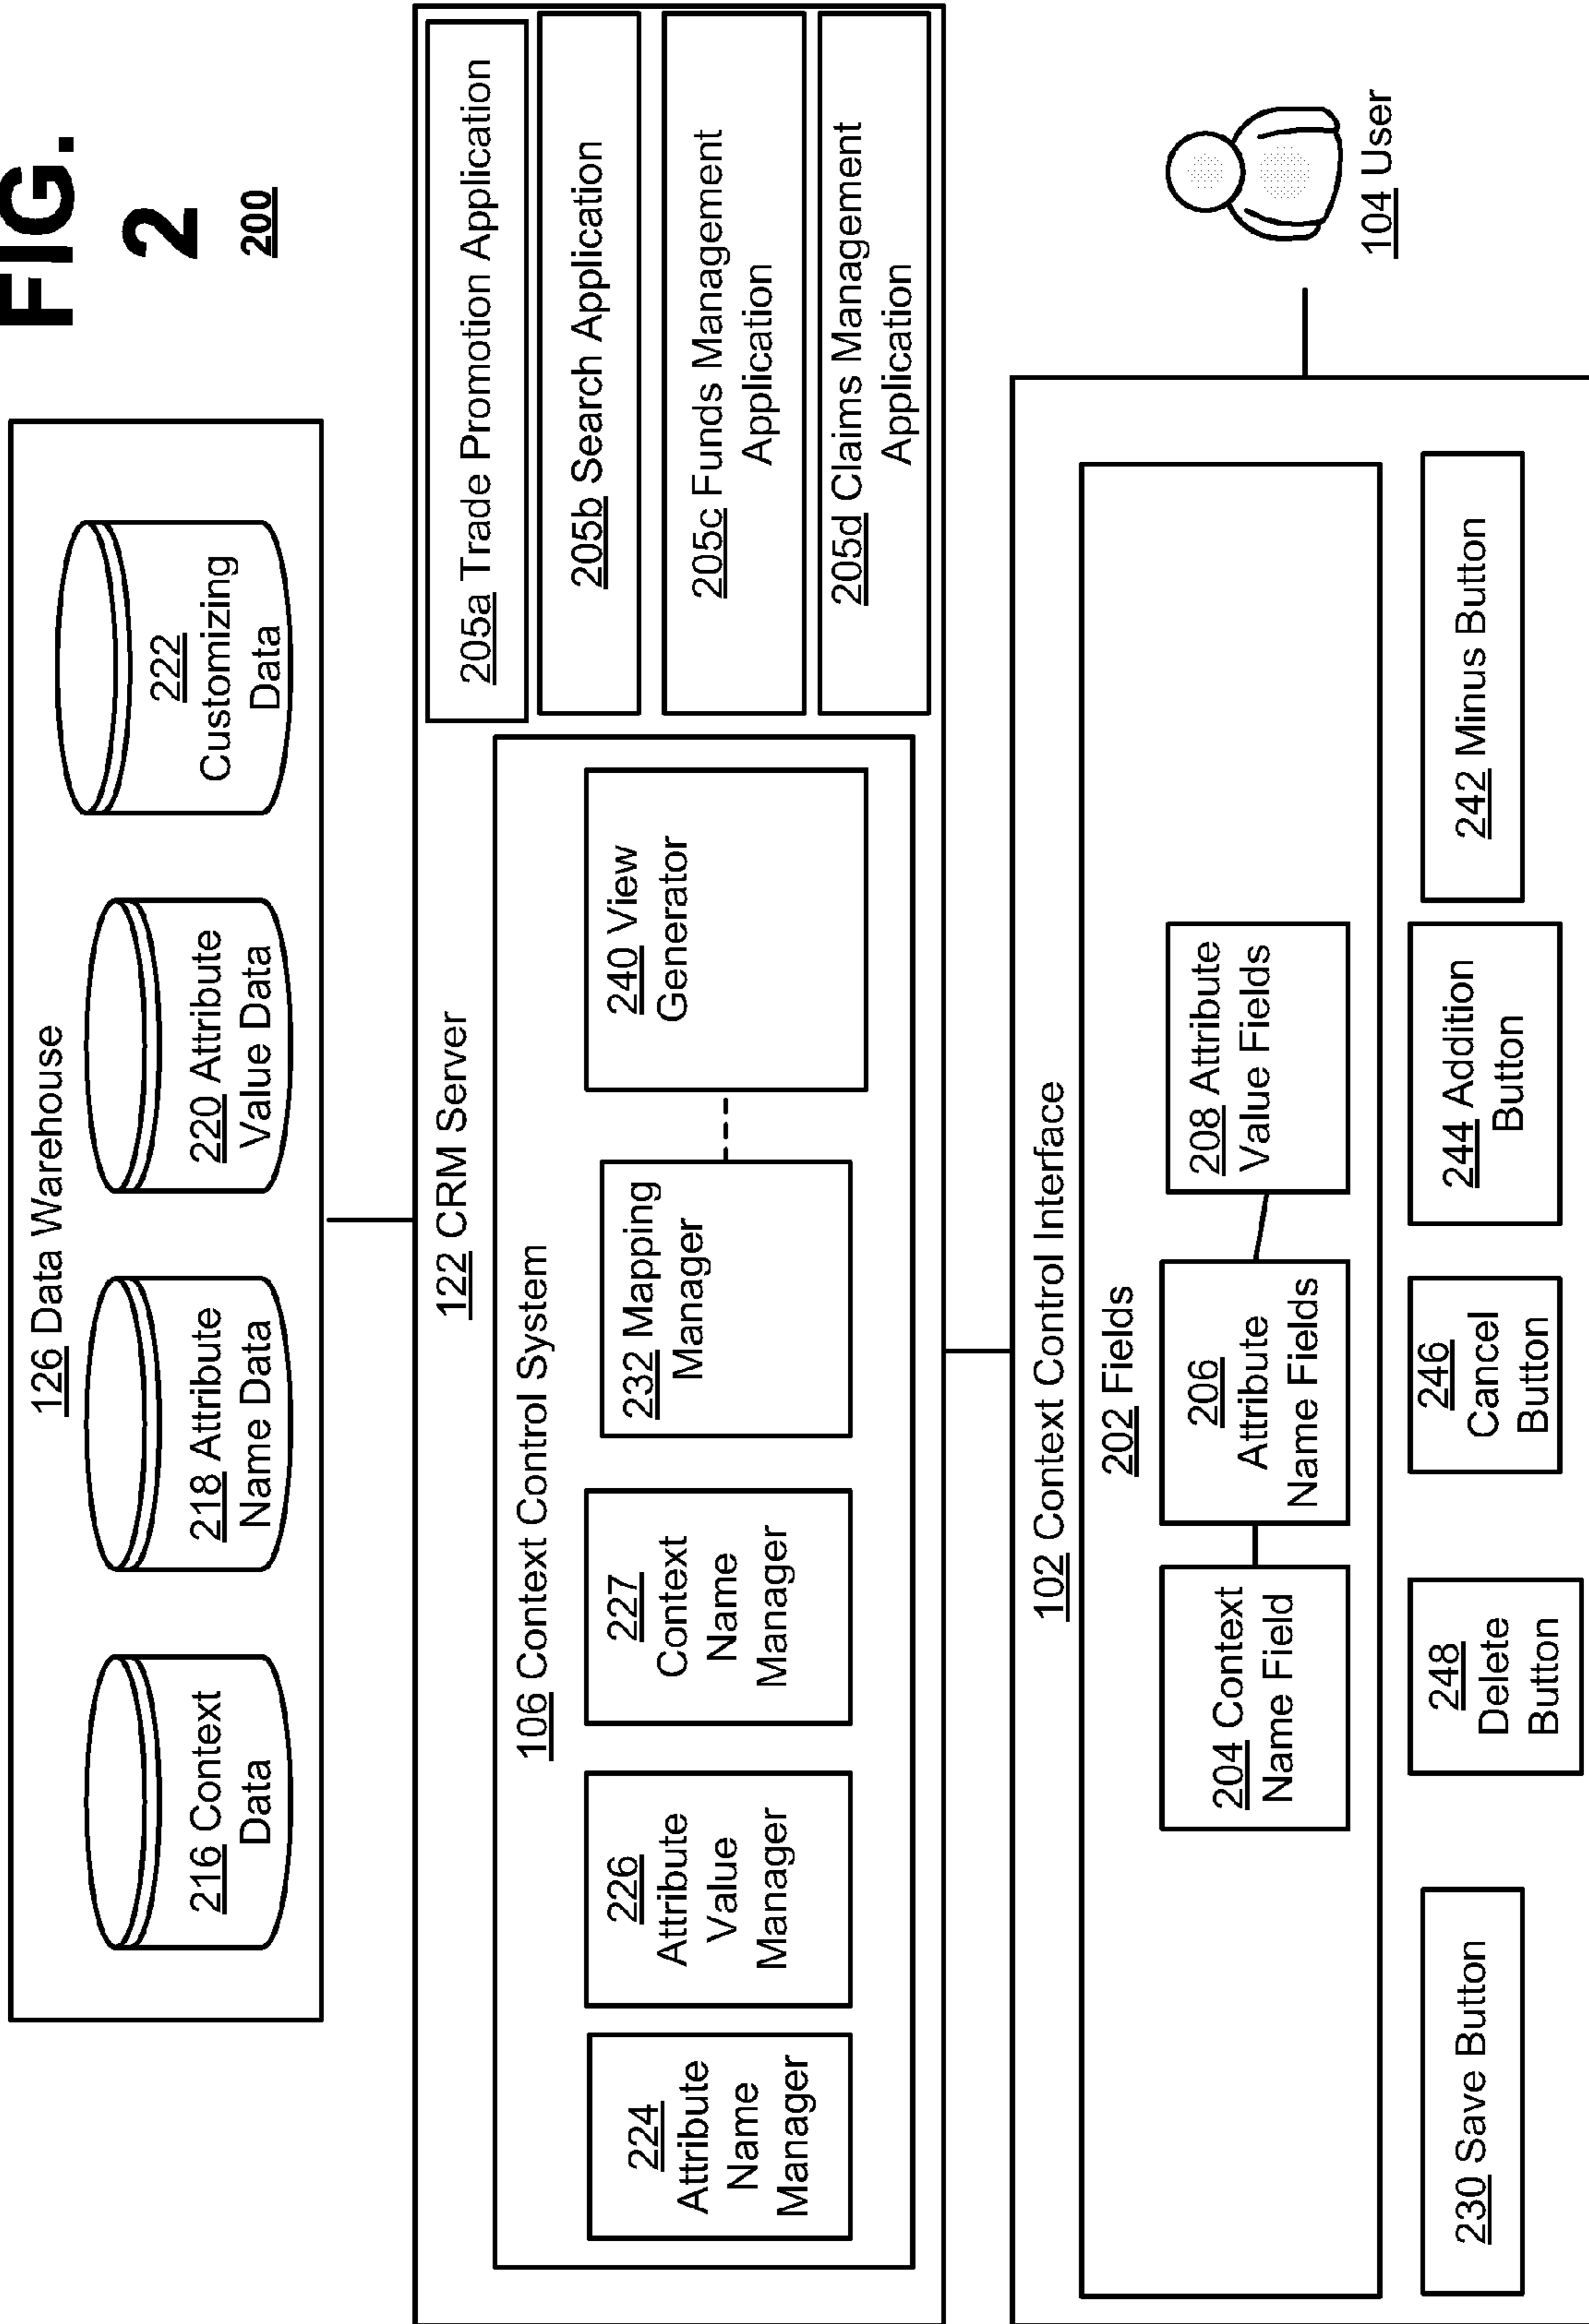 FIG.
2
200
126 Data Warehouse
216 Context
Data
218 Attribute
Name Data
220 Attribute
Value Data
222
Customizing
Data
122 CRM Server
106 Context Control System
224
Attribute
Name
Manager
226
Attribute
Value
Manager
227
Context
Name
Manager
232 Mapping
Manager
240 View
Generator
205a Trade Promotion Application
205b Search Application
205c Funds Management
Application
205d Claims Management
Application
102 Context Control Interface
202 Fields
204 Context
Name Field
206
Attribute
Name Fields
208 Attribute
Value Fields
230 Save Button
248
Delete
Button
246
Cancel
Button
244 Addition
Button
242 Minus Button
104 User